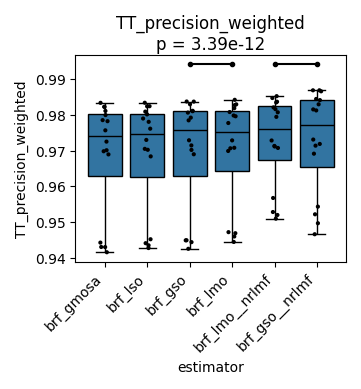 TT_precision_weighted
p = 3.39e-12
TT_precision_weighted
0.99
0.98
0.97
0.96
0.95
0.94
brf_gmosa
brf_lso
brf_gso
brf_lmo
brf_lmo__nrlmf
brf_gso__nrlmf
estimator